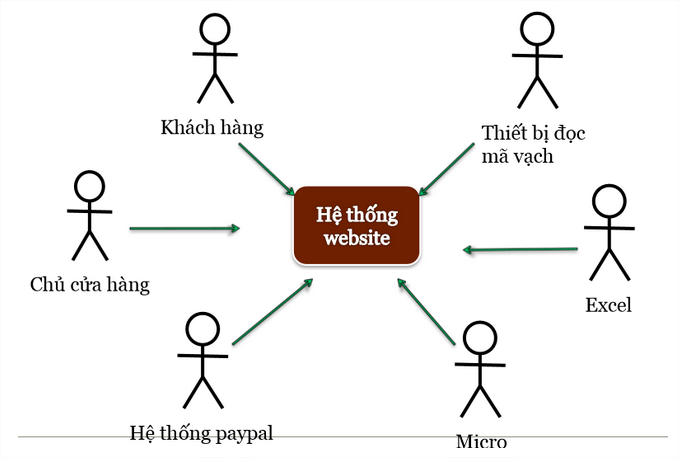 Khách hàng
Thiết bị đọc
mã vạch
Hệ thống
website
Chủ cửa hàng
Excel
Hệ thống paypal
Micro